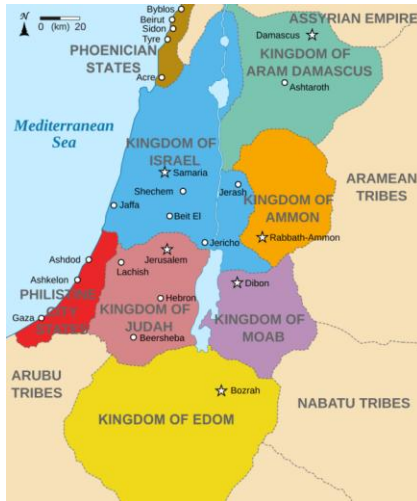 Byblos
Beirut
Sidon
Tyre
N
0 (km) 20
PHOENICIAN
STATES
Acre
ASSYRIAN EMPIRE
Damascus
KINGDOM OF
ARAM DAMASCUS
Ashtaroth
Mediterranean
Sea
KINGDOM OF
ISRAEL
Samaria
Shechem
Jerash
Jaffa
Beit El
Jericho
ARAMEAN
TRIBES
KINGDOM OF
AMMON
Rabbath-Ammon
Ashdod
Jerusalem
Lachish
Ashkelon
PHILISTINE
CITY
STATES
Gaza
Hebron
KINGDOM OF
JUDAH
Beersheba
Dibon
KINGDOM OF
MOAB
ARUBU
TRIBES
Bozrah
KINGDOM OF EDOM
NABATU TRIBES